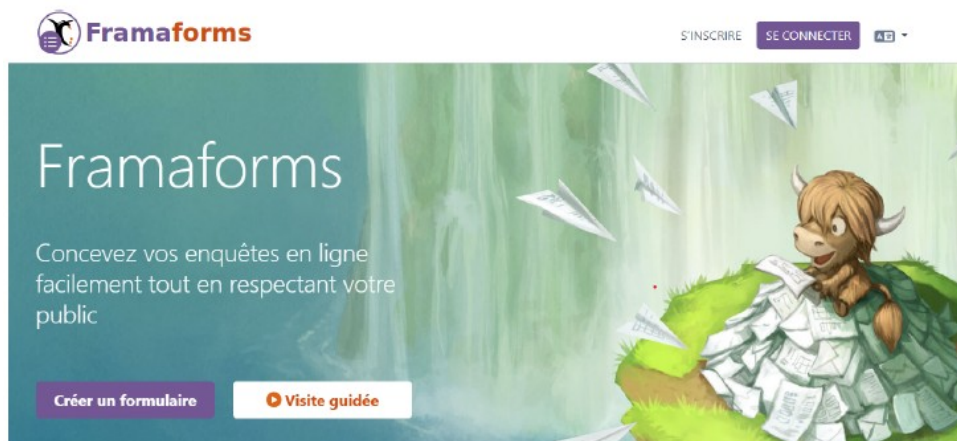 Framaforms
S'INSCRIRE
SE CONNECTER
Framaforms
Concevez vos enquêtes en ligne
facilement tout en respectant votre
public
Créer un formulaire
Visite guidée